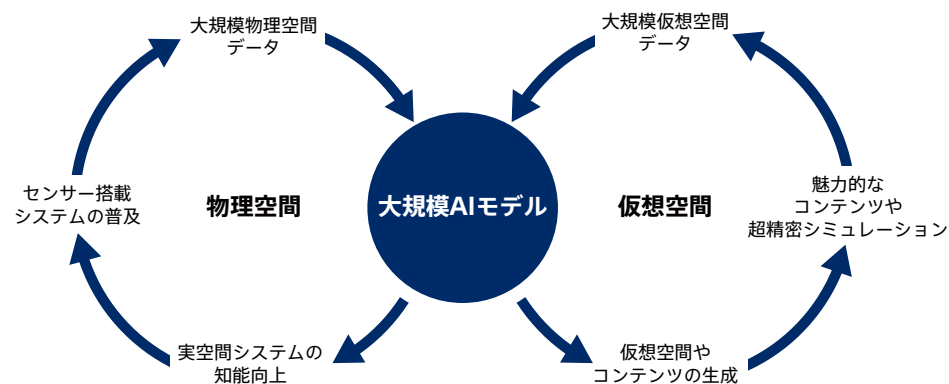 大規模物理空間
データ
大規模仮想空間
データ
センサー搭載
システムの普及
物理空間
大規模AIモデル
仮想空間
魅力的な
コンテンツや
超精密シミュレーション
実空間システムの
知能向上
仮想空間や
コンテンツの生成